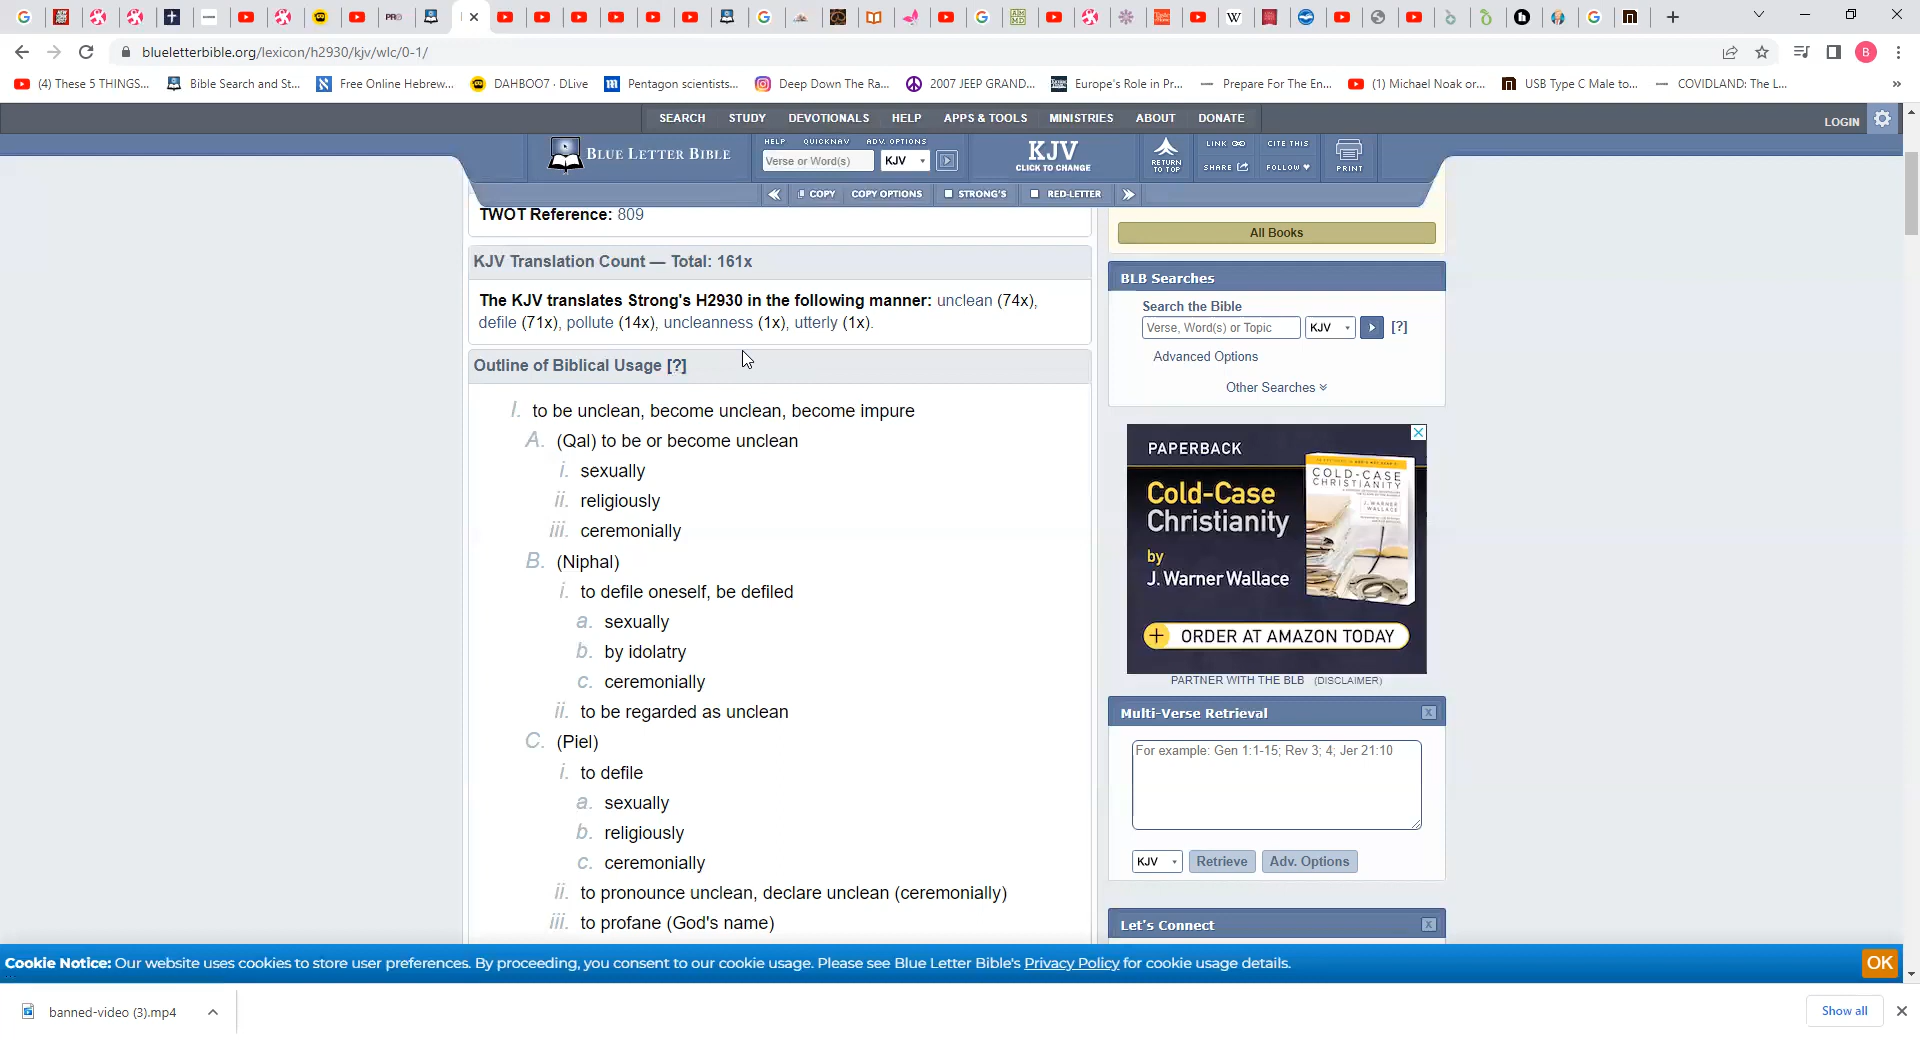 PRO
AIM
MD
W
blueletterbible.org/lexicon/h2930/kjv/wlc/0-1/
B
(4) These 5 THINGS...
Bible Search and St...
Free Online Hebrew...
DAHBOO7 · DLive
Pentagon scientists...
Deep Down The Ra...
2007 JEEP GRAND...
Europe's Role in Pr...
Prepare For The En...
(1) Michael Noak or...
USB Type C Male to...
COVIDLAND: The L...
SEARCH STUDY DEVOTIONALS HELP APPS & TOOLS MINISTRIES ABOUT DONATE
LOGIN
BLUE LETTER BIBLE
HELP QUICKNAV ADV. OPTIONS
Verse or Word(s) KJV
KJV
CLICK TO CHANGE
RETURN
TO TOP
LINK
CITE THIS
SHARE
FOLLOW
PRINT
COPY COPY OPTIONS STRONG'S RED-LETTER
TWOT Reference: 809
KJV Translation Count — Total: 161x
The KJV translates Strong's H2930 in the following manner: unclean (74x),
defile (71x), pollute (14x), uncleanness (1x), utterly (1x).
Outline of Biblical Usage [?]
I. to be unclean, become unclean, become impure
A. (Qal) to be or become unclean
i. sexually
ii. religiously
iii. ceremonially
B. (Niphal)
i. to defile oneself, be defiled
a. sexually
b. by idolatry
c. ceremonially
ii. to be regarded as unclean
C. (Piel)
i. to defile
a. sexually
b. religiously
c. ceremonially
ii. to pronounce unclean, declare unclean (ceremonially)
iii. to profane (God's name)
All Books
BLB Searches
Search the Bible
Verse, Word(s) or Topic KJV [?]
Advanced Options
Other Searches
PAPERBACK
Cold-Case
Christianity
by
J. Warner Wallace
COLD-CASE
CHRISTIANITY
J. WARNER
WALLACE
ORDER AT AMAZON TODAY
PARTNER WITH THE BLB (DISCLAIMER)
Multi-Verse Retrieval X
For example: Gen 1:1-15; Rev 3; 4; Jer 21:10
KJV Retrieve Adv. Options
Let's Connect X
Cookie Notice: Our website uses cookies to store user preferences. By proceeding, you consent to our cookie usage. Please see Blue Letter Bible's Privacy Policy for cookie usage details.
OK
banned-video (3).mp4
Show all